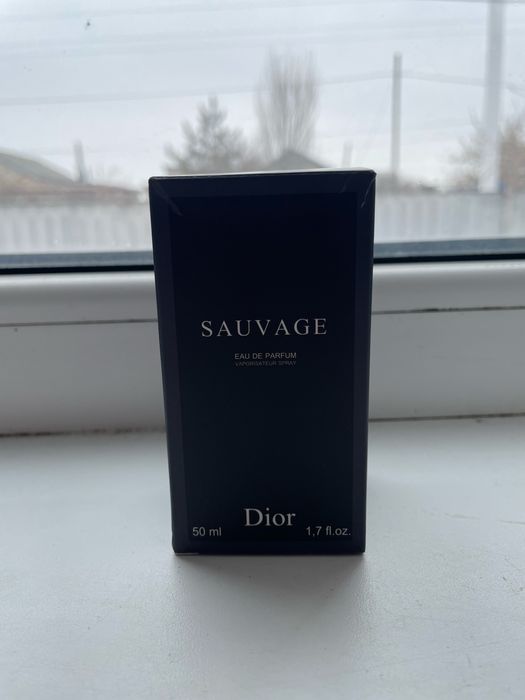 SAUVAGE
EAU DE PARFUM
VAPORISATEUR SPRAY
Dior
50 ml 1,7 fl.oz.